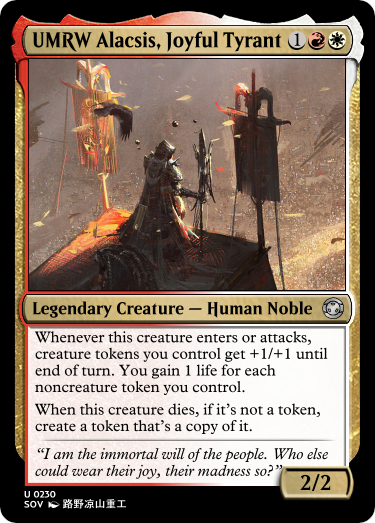 UMRW Alacsis, Joyful Tyrant 1
Legendary Creature — Human Noble
Whenever this creature enters or attacks,
creature tokens you control get +1/+1 until
end of turn. You gain 1 life for each
noncreature token you control.
When this creature dies, if it's not a token,
create a token that's a copy of it.
“I am the immortal will of the people. Who else
could wear their joy, their madness so?”
2/2
U 0230
SOV 路野凉山重工